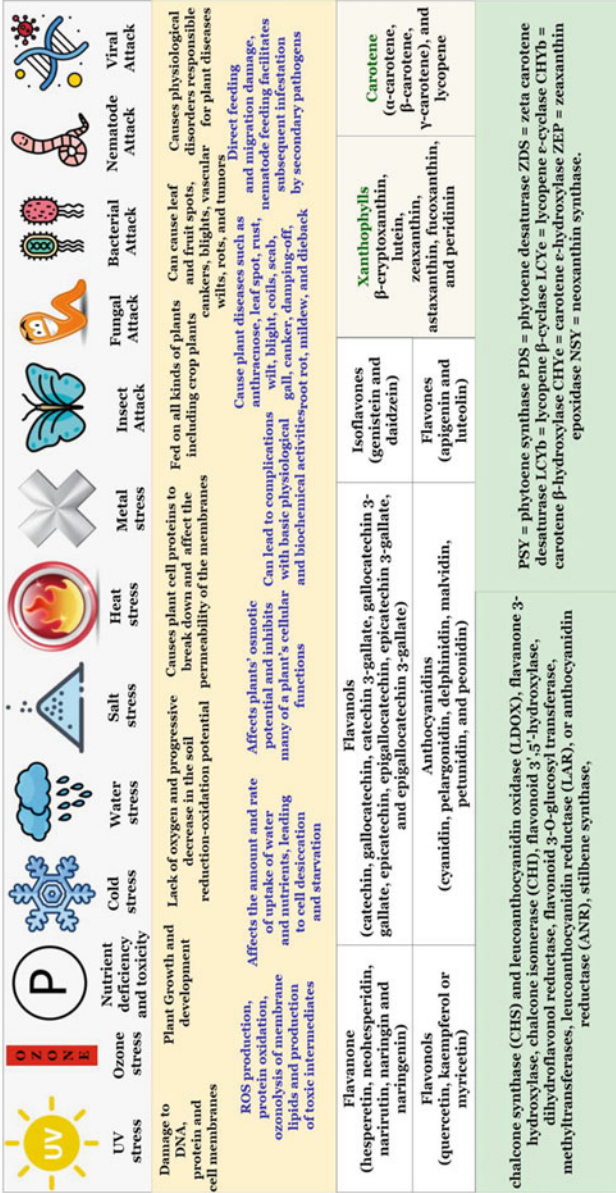 UV
OZONE
P
UV
stress
Ozone
stress
Nutrient
deficiency
and toxicity
Cold
stress
Water
stress
Salt
stress
Heat
stress
Metal
stress
Insect
Attack
Fungal
Attack
Bacterial
Attack
Nematode
Attack
Viral
Attack
Damage to
DNA,
protein and
cell membranes
ROS production,
protein oxidation,
ozonolysis of membrane
lipids and production
of toxic intermediates
Plant Growth and
development
Affects the amount and rate
of uptake of water
and nutrients, leading
to cell desiccation
and starvation
Lack of oxygen and progressive
decrease in the soil
reduction-oxidation potential
Affects plants' osmotic
potential and inhibits
many of a plant's cellular
functions
Causes plant cell proteins to
break down and affect the
permeability of the membranes
Can lead to complications
with basic physiological
and biochemical activities
Fed on all kinds of plants
including crop plants
Cause plant diseases such as
anthracnose, leaf spot, rust,
wilt, blight, coils, scab,
gall, canker, damping-off,
root rot, mildew, and dieback
Can cause leaf
and fruit spots,
cankers, blights, vascular
wilts, rots, and tumors
Direct feeding
and migration damage,
nematode feeding facilitates
subsequent infestation
by secondary pathogens
Causes physiological
disorders responsible
for plant diseases
Flavanone
(hesperetin, neohesperidin,
narirutin, naringin and
naringenin)
Flavanols
(catechin, gallocatechin, catechin 3-gallate, gallocatechin 3-
gallate, epicatechin, epigallocatechin, epicatechin 3-gallate,
and epigallocatechin 3-gallate)
Isoflavones
(genistein and
daidzein)
Xanthophylls
β-cryptoxanthin,
lutein,
zeaxanthin,
astaxanthin, fucoxanthin,
and peridinin
Carotene
(α-carotene,
β-carotene,
γ-carotene), and
lycopene
Flavonols
(quercetin, kaempferol or
myricetin)
Anthocyanidins
(cyanidin, pelargonidin, delphinidin, malvidin,
petunidin, and peonidin)
Flavones
(apigenin and
luteolin)
chalcone synthase (CHS) and leucoanthocyanidin oxidase (LDOX), flavanone 3-
hydroxylase, chalcone isomerase (CHI), flavonoid 3',5'-hydroxylase,
dihydroflavonol reductase, flavonoid 3-O-glucosyl transferase,
methyltransferases, leucoanthocyanidin reductase (LAR), or anthocyanidin
reductase (ANR), stilbene synthase,
PSY = phytoene synthase PDS = phytoene desaturase ZDS = zeta carotene
desaturase LCYb = lycopene β-cyclase LCYe = lycopene ε-cyclase CHYb =
carotene β-hydroxylase CHYe = carotene ε-hydroxylase ZEP = zeaxanthin
epoxidase NSY = neoxanthin synthase.